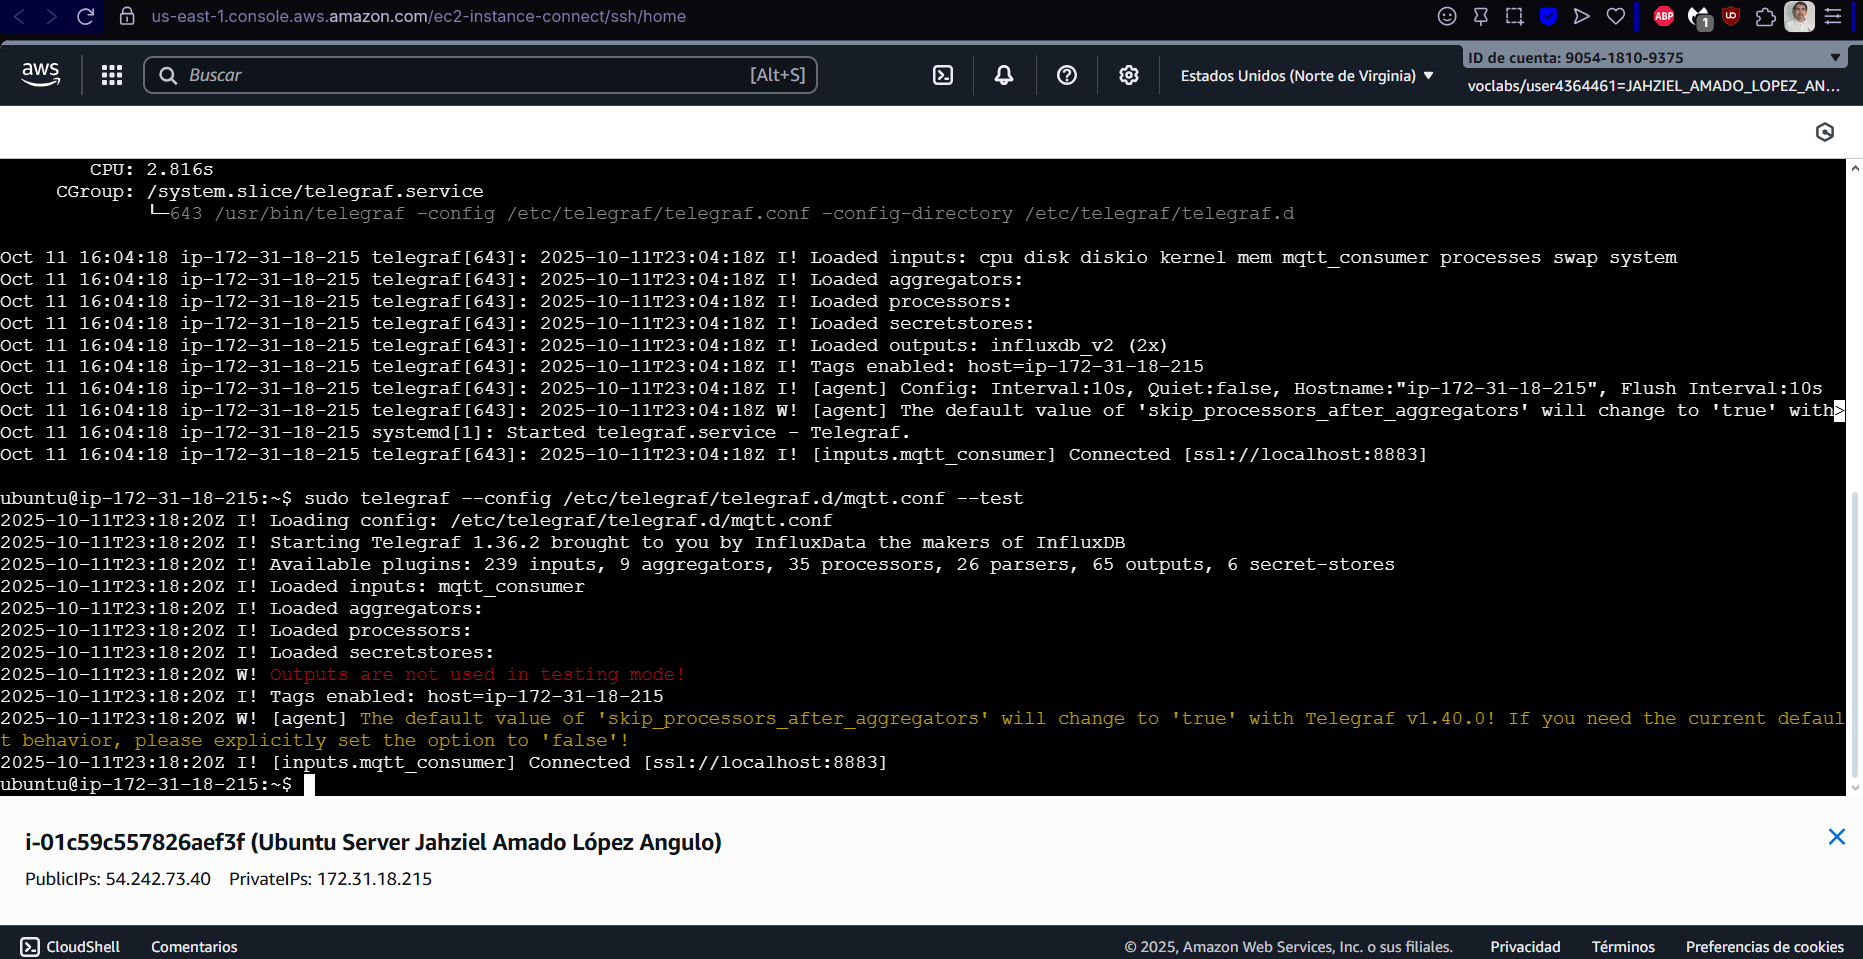 us-east-1.console.aws.amazon.com/ec2-instance-connect/ssh/home
ABP
1
aws
Buscar
[Alt+S]
Estados Unidos (Norte de Virginia)
ID de cuenta: 9054-1810-9375
voclabs/user4364461=JAHZIEL_AMADO_LOPEZ_AN...
CPU: 2.816s
CGroup: /system.slice/telegraf.service
└─643 /usr/bin/telegraf -config /etc/telegraf/telegraf.conf -config-directory /etc/telegraf/telegraf.d
Oct 11 16:04:18 ip-172-31-18-215 telegraf[643]: 2025-10-11T23:04:18Z I! Loaded inputs: cpu disk diskio kernel mem mqtt_consumer processes swap system
Oct 11 16:04:18 ip-172-31-18-215 telegraf[643]: 2025-10-11T23:04:18Z I! Loaded aggregators:
Oct 11 16:04:18 ip-172-31-18-215 telegraf[643]: 2025-10-11T23:04:18Z I! Loaded processors:
Oct 11 16:04:18 ip-172-31-18-215 telegraf[643]: 2025-10-11T23:04:18Z I! Loaded secretstores:
Oct 11 16:04:18 ip-172-31-18-215 telegraf[643]: 2025-10-11T23:04:18Z I! Loaded outputs: influxdb_v2 (2x)
Oct 11 16:04:18 ip-172-31-18-215 telegraf[643]: 2025-10-11T23:04:18Z I! Tags enabled: host=ip-172-31-18-215
Oct 11 16:04:18 ip-172-31-18-215 telegraf[643]: 2025-10-11T23:04:18Z I! [agent] Config: Interval:10s, Quiet:false, Hostname:"ip-172-31-18-215", Flush Interval:10s
Oct 11 16:04:18 ip-172-31-18-215 telegraf[643]: 2025-10-11T23:04:18Z W! [agent] The default value of 'skip_processors_after_aggregators' will change to 'true' with>
Oct 11 16:04:18 ip-172-31-18-215 systemd[1]: Started telegraf.service - Telegraf.
Oct 11 16:04:18 ip-172-31-18-215 telegraf[643]: 2025-10-11T23:04:18Z I! [inputs.mqtt_consumer] Connected [ssl://localhost:8883]
ubuntu@ip-172-31-18-215:~$ sudo telegraf --config /etc/telegraf/telegraf.d/mqtt.conf --test
2025-10-11T23:18:20Z I! Loading config: /etc/telegraf/telegraf.d/mqtt.conf
2025-10-11T23:18:20Z I! Starting Telegraf 1.36.2 brought to you by InfluxData the makers of InfluxDB
2025-10-11T23:18:20Z I! Available plugins: 239 inputs, 9 aggregators, 35 processors, 26 parsers, 65 outputs, 6 secret-stores
2025-10-11T23:18:20Z I! Loaded inputs: mqtt_consumer
2025-10-11T23:18:20Z I! Loaded aggregators:
2025-10-11T23:18:20Z I! Loaded processors:
2025-10-11T23:18:20Z I! Loaded secretstores:
2025-10-11T23:18:20Z W! Outputs are not used in testing mode!
2025-10-11T23:18:20Z I! Tags enabled: host=ip-172-31-18-215
2025-10-11T23:18:20Z W! [agent] The default value of 'skip_processors_after_aggregators' will change to 'true' with Telegraf v1.40.0! If you need the current defaul
t behavior, please explicitly set the option to 'false'!
2025-10-11T23:18:20Z I! [inputs.mqtt_consumer] Connected [ssl://localhost:8883]
ubuntu@ip-172-31-18-215:~$
i-01c59c557826aef3f (Ubuntu Server Jahziel Amado López Angulo)
PublicIPs: 54.242.73.40 PrivateIPs: 172.31.18.215
CloudShell Comentarios © 2025, Amazon Web Services, Inc. o sus filiales. Privacidad Términos Preferencias de cookies